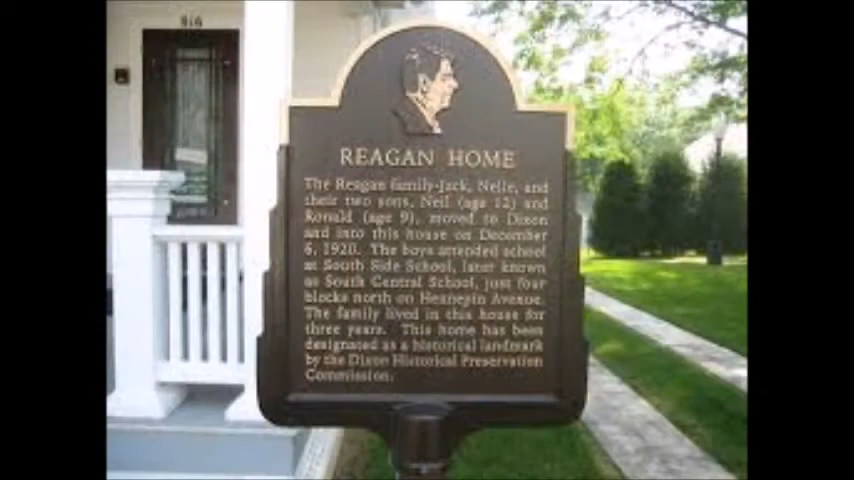 816
REAGAN HOME
The Reagan family-Jack, Nelle, and
their two sons, Neil (age 12) and
Ronald (age 9), moved to Dixon
and into this house on December
6, 1920. The boys attended school
at South Side School, later known
as South Central School, just four
blocks north on Hennepin Avenue.
The family lived in this house for
three years. This home has been
designated as a historical landmark
by the Dixon Historical Preservation
Commission.